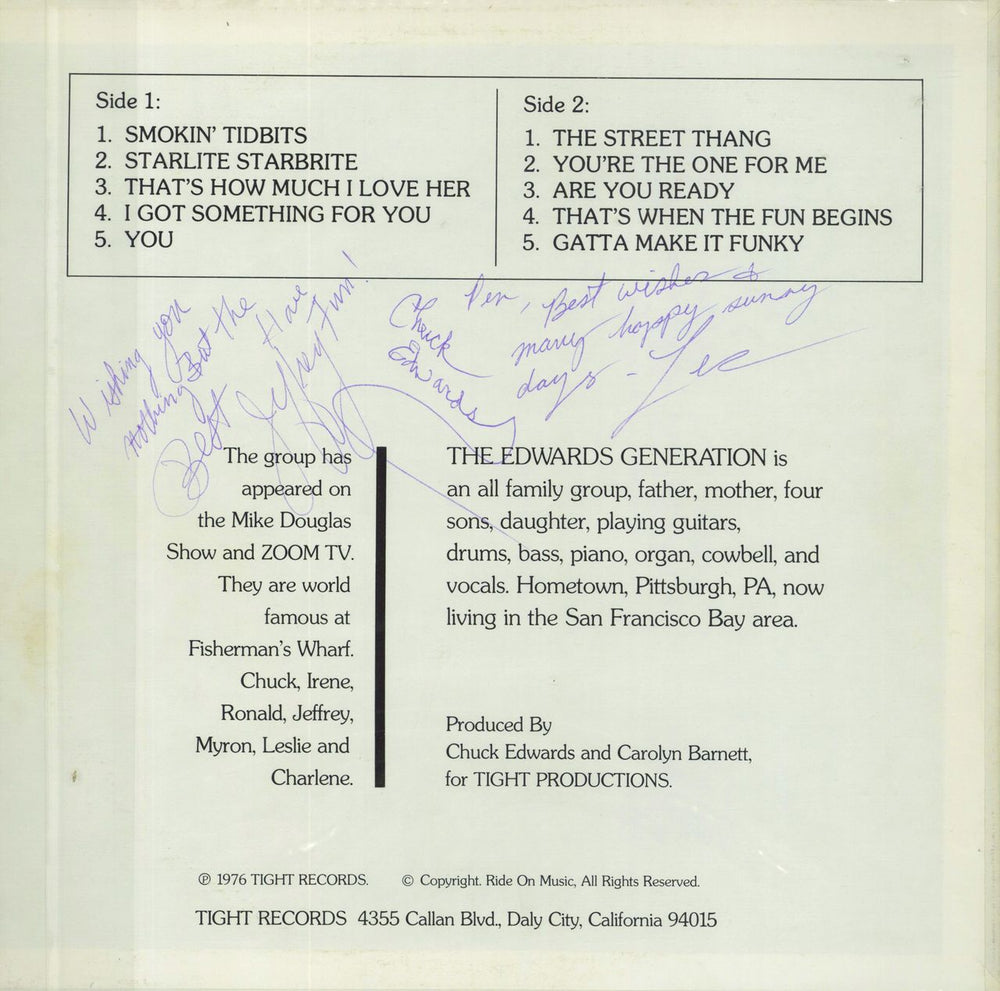 Side 1:
1. SMOKIN' TIDBITS
2. STARLITE STARBRITE
3. THAT'S HOW MUCH I LOVE HER
4. I GOT SOMETHING FOR YOU
5. YOU
Side 2:
1. THE STREET THANG
2. YOU'RE THE ONE FOR ME
3. ARE YOU READY
4. THAT'S WHEN THE FUN BEGINS
5. GATTA MAKE IT FUNKY
Wishing you
nothing But the
Best Have
Jeffrey Fun!
Chuck
Edwards
Best wishes &
many happy sunny
days - Lee
The group has
appeared on
the Mike Douglas
Show and ZOOM TV.
They are world
famous at
Fisherman's Wharf.
Chuck, Irene,
Ronald, Jeffrey,
Myron, Leslie and
Charlene.
THE EDWARDS GENERATION is
an all family group, father, mother, four
sons, daughter, playing guitars,
drums, bass, piano, organ, cowbell, and
vocals. Hometown, Pittsburgh, PA, now
living in the San Francisco Bay area.
Produced By
Chuck Edwards and Carolyn Barnett,
for TIGHT PRODUCTIONS.
℗ 1976 TIGHT RECORDS. © Copyright. Ride On Music, All Rights Reserved.
TIGHT RECORDS 4355 Callan Blvd., Daly City, California 94015